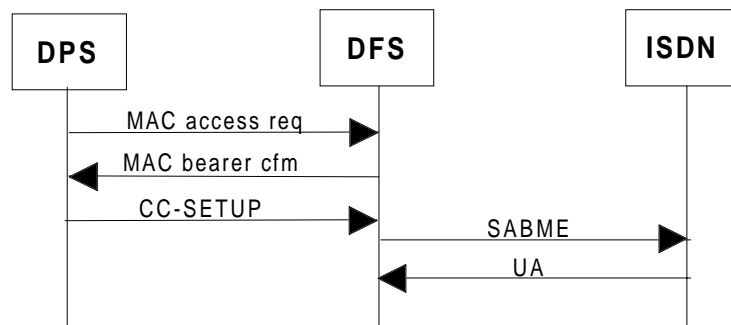 DPS
DFS
ISDN
MAC access req
MAC bearer cfm
CC-SETUP
SABME
UA